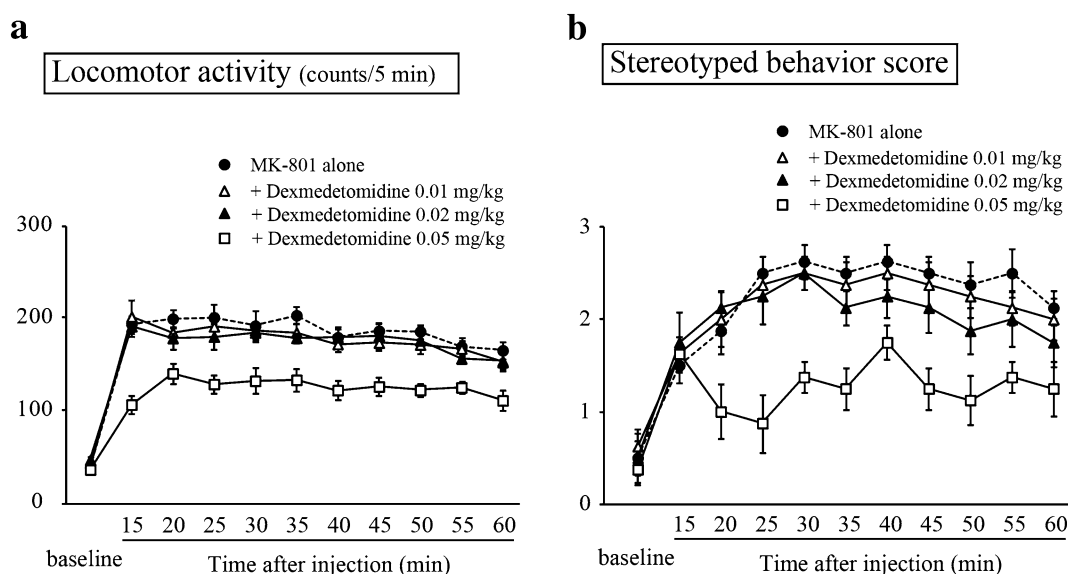 a
Locomotor activity (counts/5 min)
MK-801 alone
+ Dexmedetomidine 0.01 mg/kg
+ Dexmedetomidine 0.02 mg/kg
+ Dexmedetomidine 0.05 mg/kg
300
200
100
0
15 20 25 30 35 40 45 50 55 60
baseline
Time after injection (min)
b
Stereotyped behavior score
MK-801 alone
+ Dexmedetomidine 0.01 mg/kg
+ Dexmedetomidine 0.02 mg/kg
+ Dexmedetomidine 0.05 mg/kg
3
2
1
0
15 20 25 30 35 40 45 50 55 60
baseline
Time after injection (min)